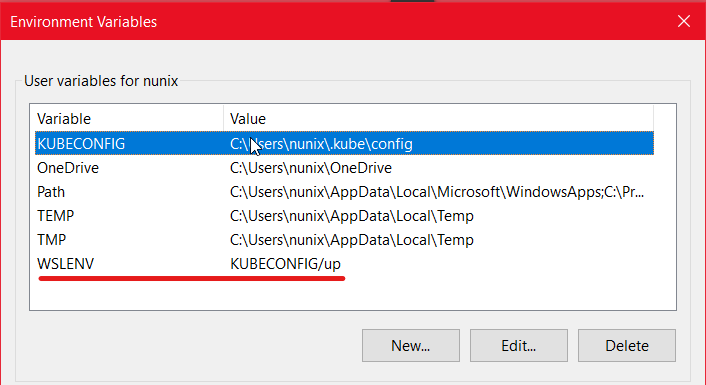 Environment Variables
User variables for nunix
Variable Value
KUBECONFIG C:\Users\nunix\.kube\config
OneDrive C:\Users\nunix\OneDrive
Path C:\Users\nunix\AppData\Local\Microsoft\WindowsApps;C:\Pr...
TEMP C:\Users\nunix\AppData\Local\Temp
TMP C:\Users\nunix\AppData\Local\Temp
WSLENV KUBECONFIG/up
New... Edit... Delete